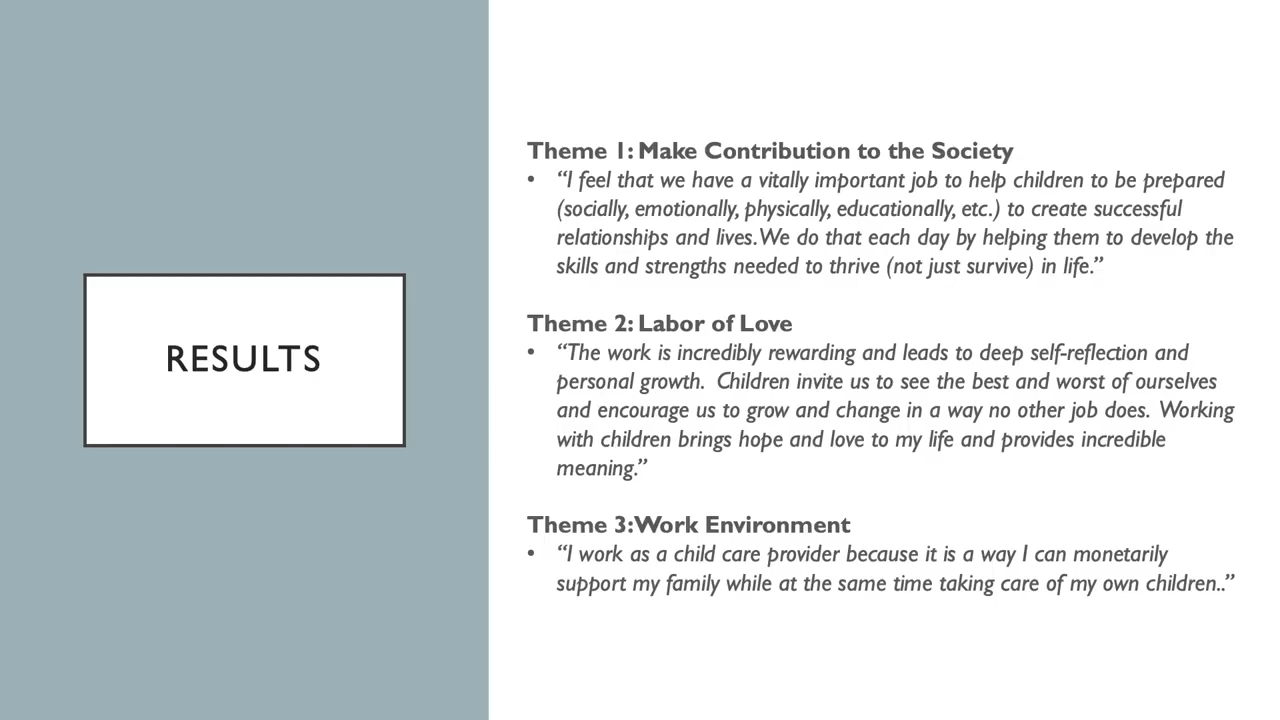 RESULTS
Theme 1: Make Contribution to the Society
• “I feel that we have a vitally important job to help children to be prepared
(socially, emotionally, physically, educationally, etc.) to create successful
relationships and lives. We do that each day by helping them to develop the
skills and strengths needed to thrive (not just survive) in life.”
Theme 2: Labor of Love
• “The work is incredibly rewarding and leads to deep self-reflection and
personal growth.  Children invite us to see the best and worst of ourselves
and encourage us to grow and change in a way no other job does.  Working
with children brings hope and love to my life and provides incredible
meaning.”
Theme 3: Work Environment
• “I work as a child care provider because it is a way I can monetarily
support my family while at the same time taking care of my own children..”